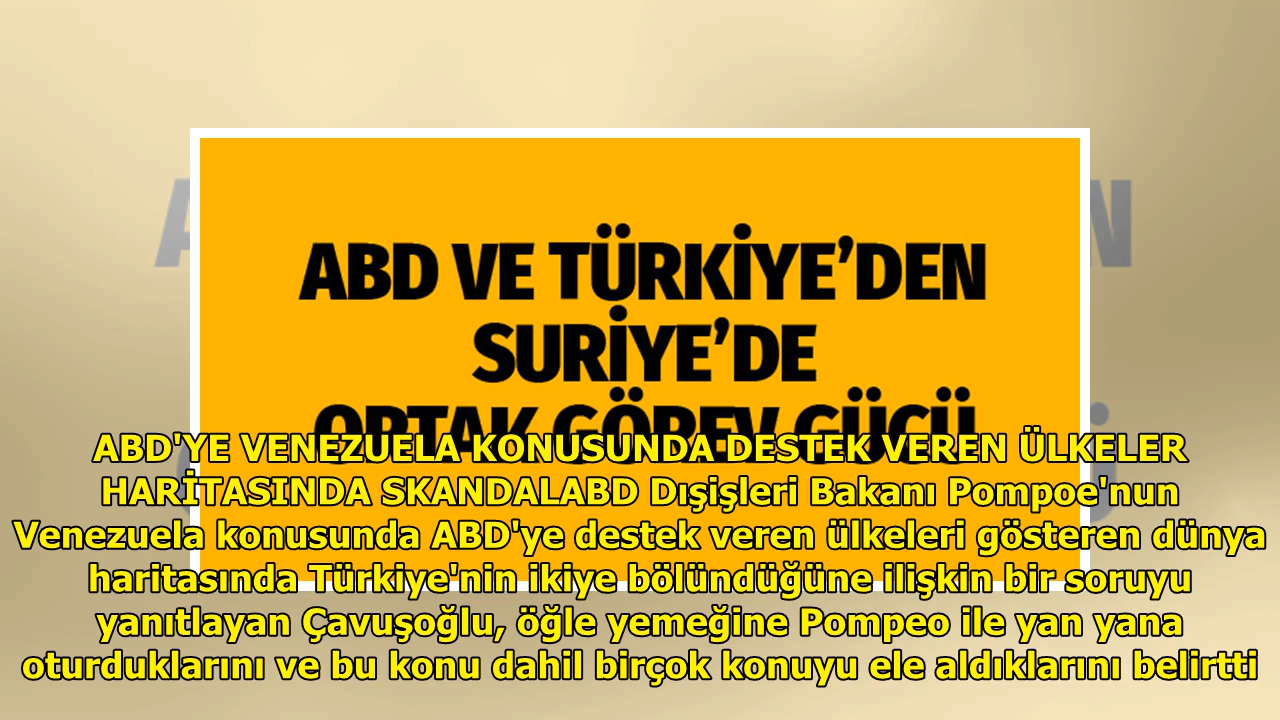 ABD VE TÜRKİYE’DEN
SURİYE’DE
ORTAK GÖREV GÜCÜ
ABD'YE VENEZUELA KONUSUNDA DESTEK VEREN ÜLKELER
HARİTASINDA SKANDALABD Dışişleri Bakanı Pompoe'nun
Venezuela konusunda ABD'ye destek veren ülkeleri gösteren dünya
haritasında Türkiye'nin ikiye bölündüğüne ilişkin bir soruyu
yanıtlayan Çavuşoğlu, öğle yemeğine Pompeo ile yan yana
oturduklarını ve bu konu dahil birçok konuyu ele aldıklarını belirtti